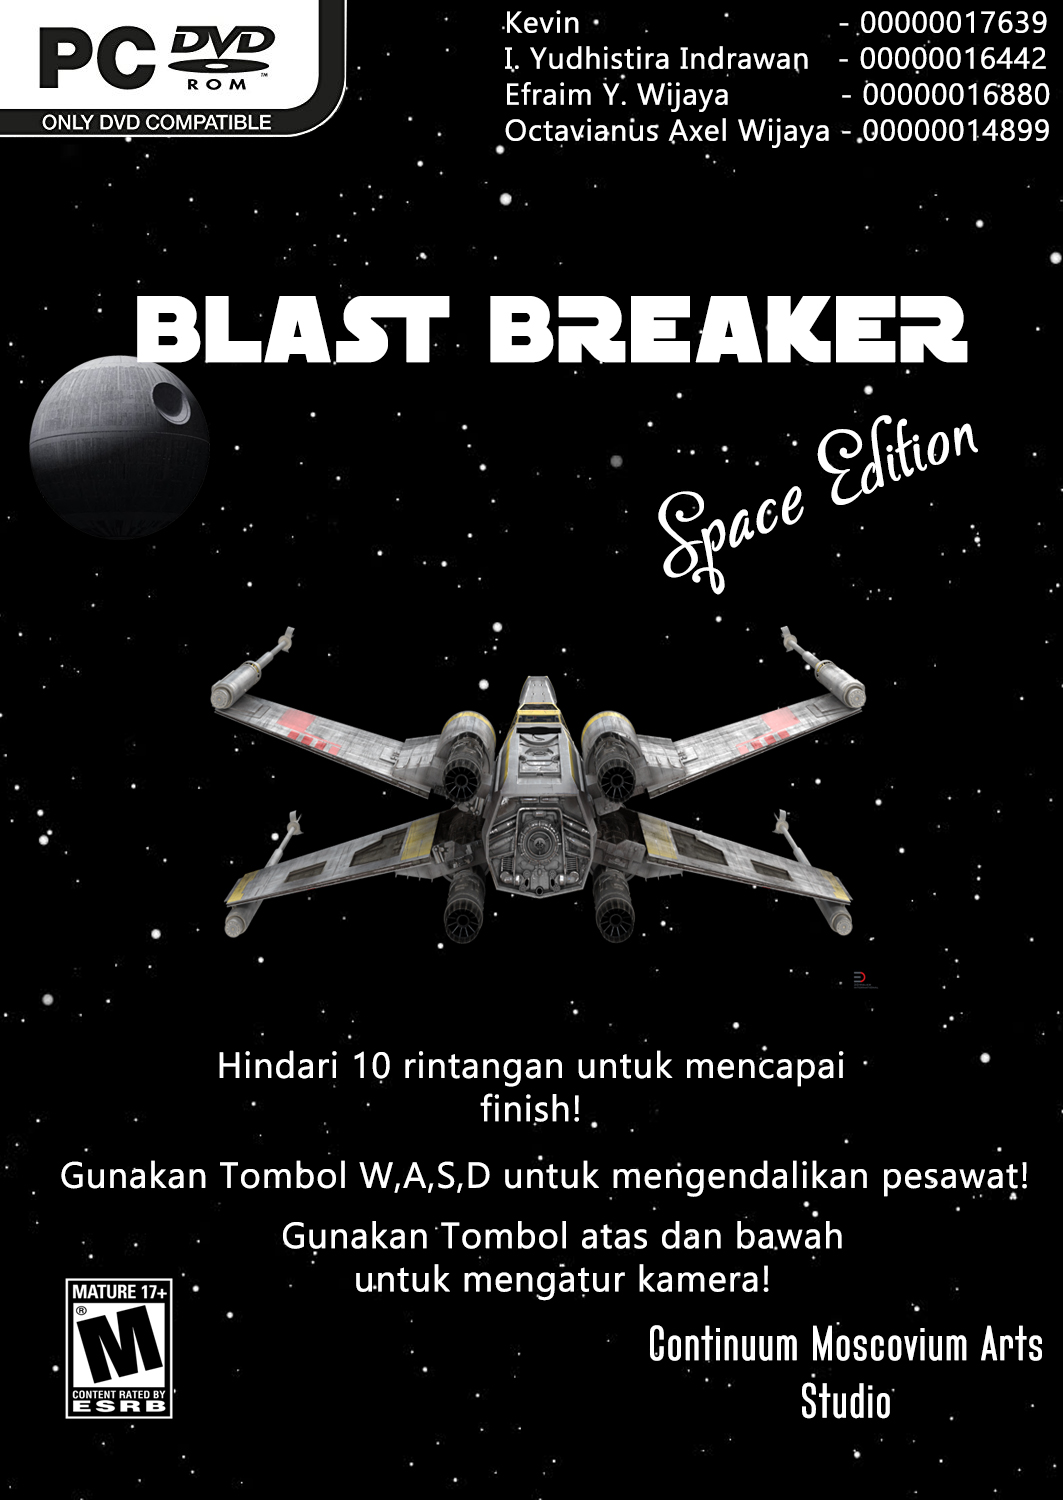 PC DVD
ROM™
ONLY DVD COMPATIBLE
Kevin - 00000017639
I. Yudhistira Indrawan - 00000016442
Efraim Y. Wijaya - 00000016880
Octavianus Axel Wijaya - 00000014899
BLAST BREAKER
Space Edition
Hindari 10 rintangan untuk mencapai
finish!
Gunakan Tombol W,A,S,D untuk mengendalikan pesawat!
Gunakan Tombol atas dan bawah
untuk mengatur kamera!
MATURE 17+
M®
CONTENT RATED BY
ESRB
Continuum Moscovium Arts
Studio